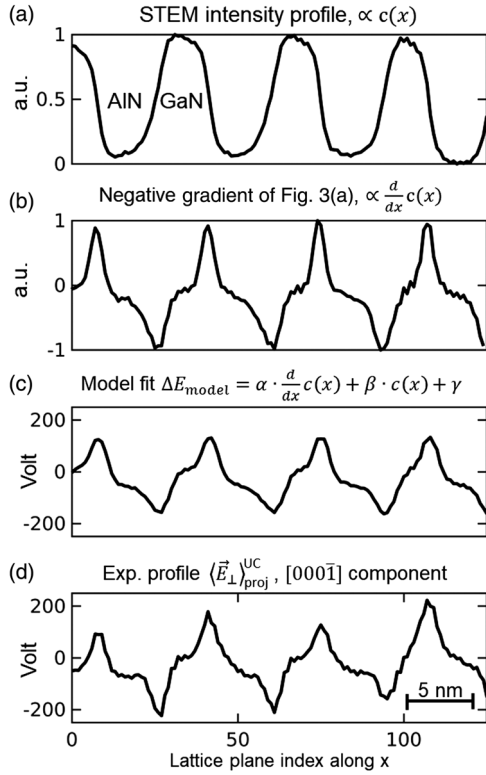 (a) STEM intensity profile, ∝ c(x)
1
0.5
0
a.u.
AlN GaN
(b) Negative gradient of Fig. 3(a), ∝ d/dx c(x)
1
0
-1
a.u.
(c) Model fit ΔE_model = α · d/dx c(x) + β · c(x) + γ
200
0
-200
Volt
(d) Exp. profile ⟨E⃗_⊥⟩^UC_proj , [0001̄] component
200
0
-200
Volt
5 nm
0 50 100
Lattice plane index along x